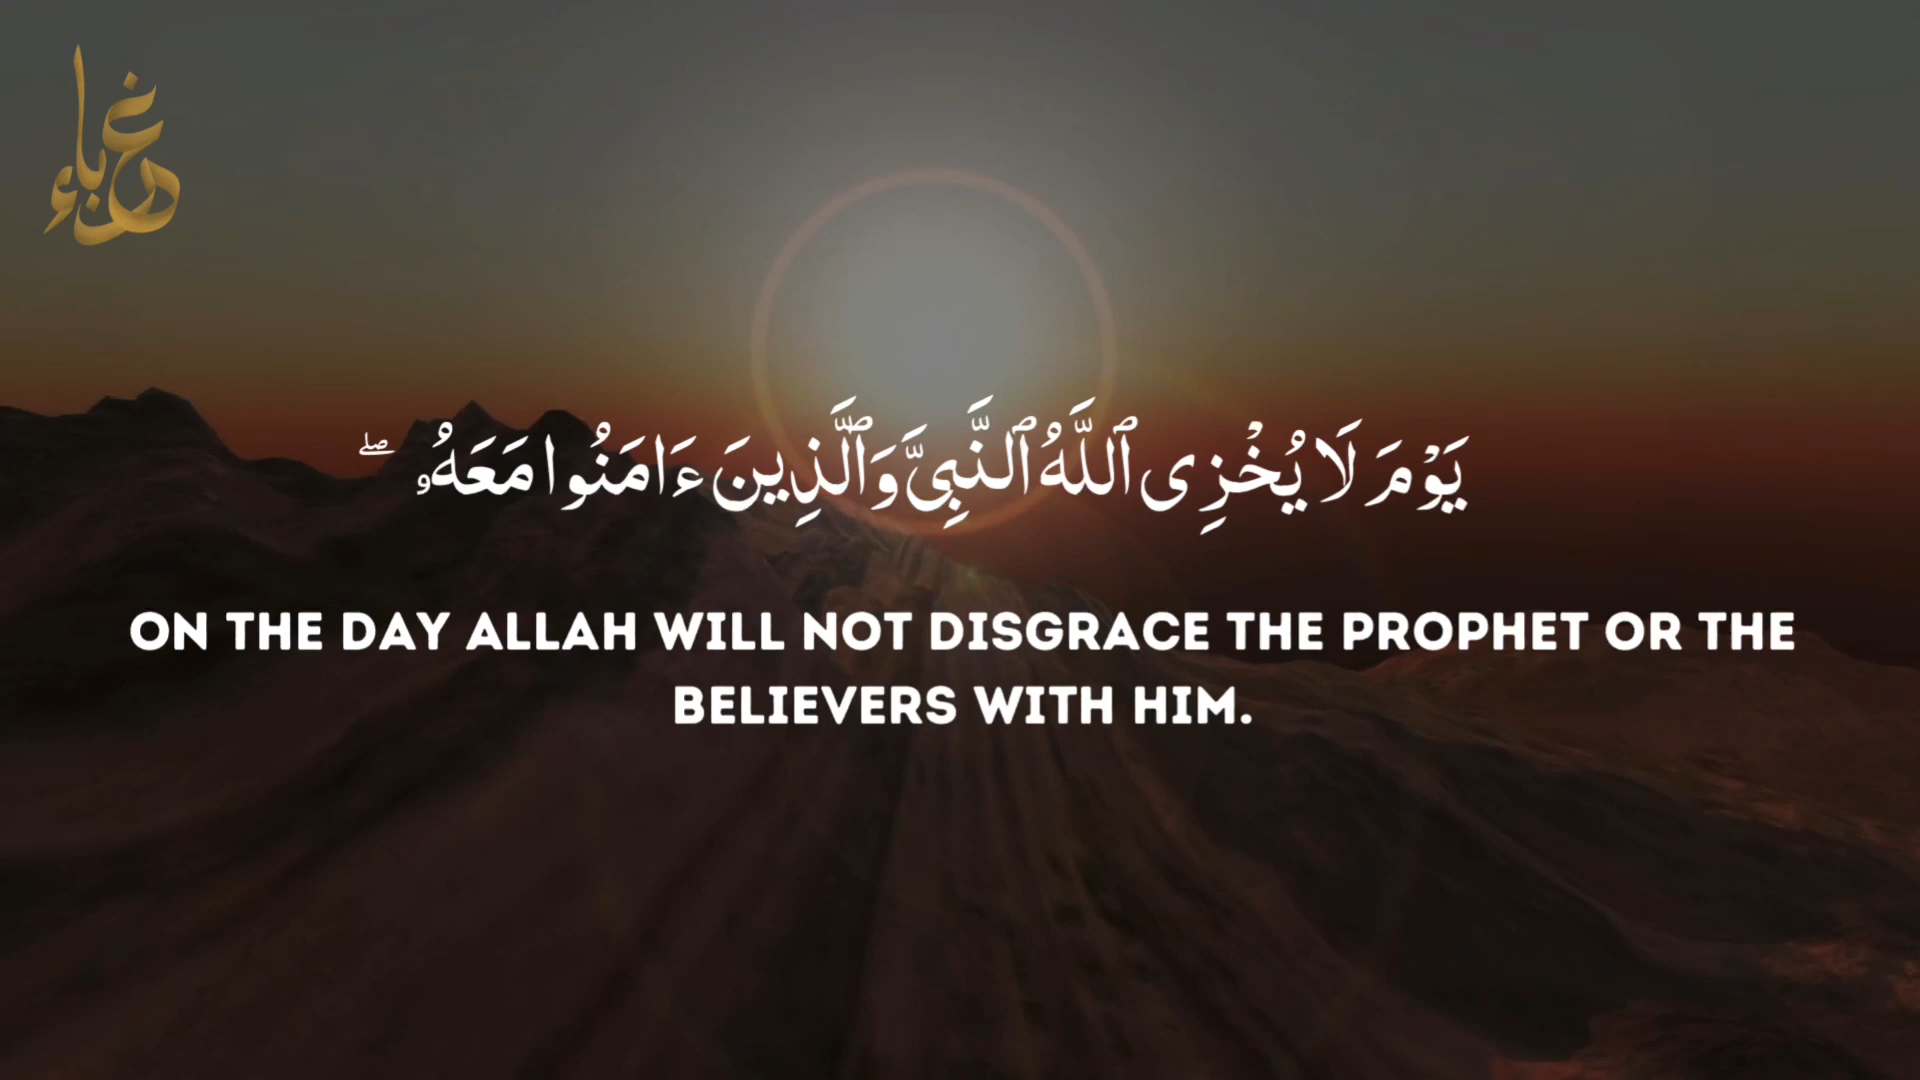 غرباء
يَوْمَ لَا يُخْزِى ٱللَّهُ ٱلنَّبِىَّ وَٱلَّذِينَ ءَامَنُوا مَعَهُۥ ۖ
ON THE DAY ALLAH WILL NOT DISGRACE THE PROPHET OR THE
BELIEVERS WITH HIM.